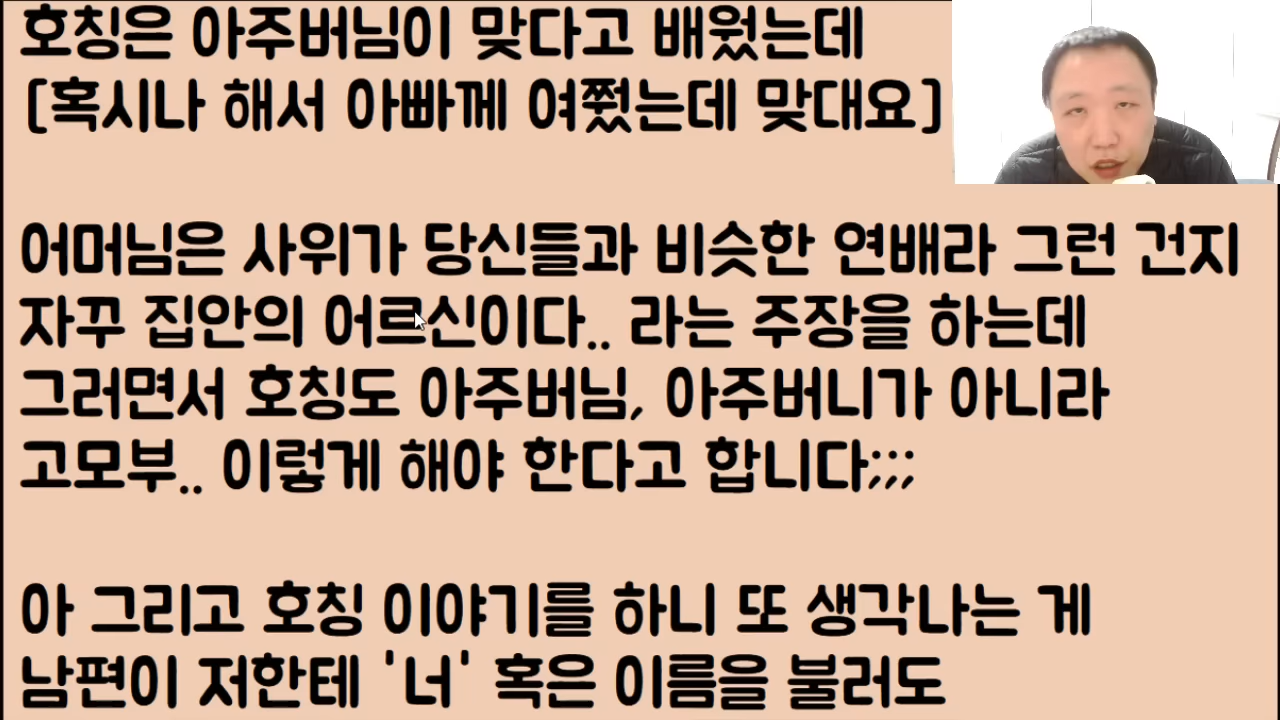 호칭은 아주버님이 맞다고 배웠는데
[혹시나 해서 아빠께 여쭸는데 맞대요]
어머님은 사위가 당신들과 비슷한 연배라 그런 건지
자꾸 집안의 어르신이다.. 라는 주장을 하는데
그러면서 호칭도 아주버님, 아주버니가 아니라
고모부.. 이렇게 해야 한다고 합니다;;;
아 그리고 호칭 이야기를 하니 또 생각나는 게
남편이 저한테 '너' 혹은 이름을 불러도